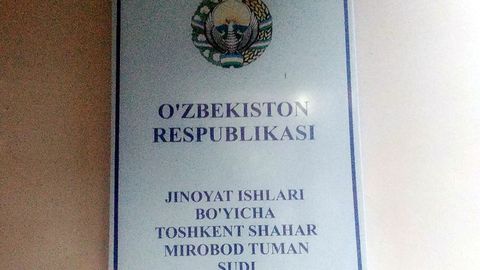 O'ZBEKISTON
RESPUBLIKASI
JINOYAT ISHLARI
BO'YICHA
TOSHKENT SHAHAR
MIROBOD TUMAN
SUDI